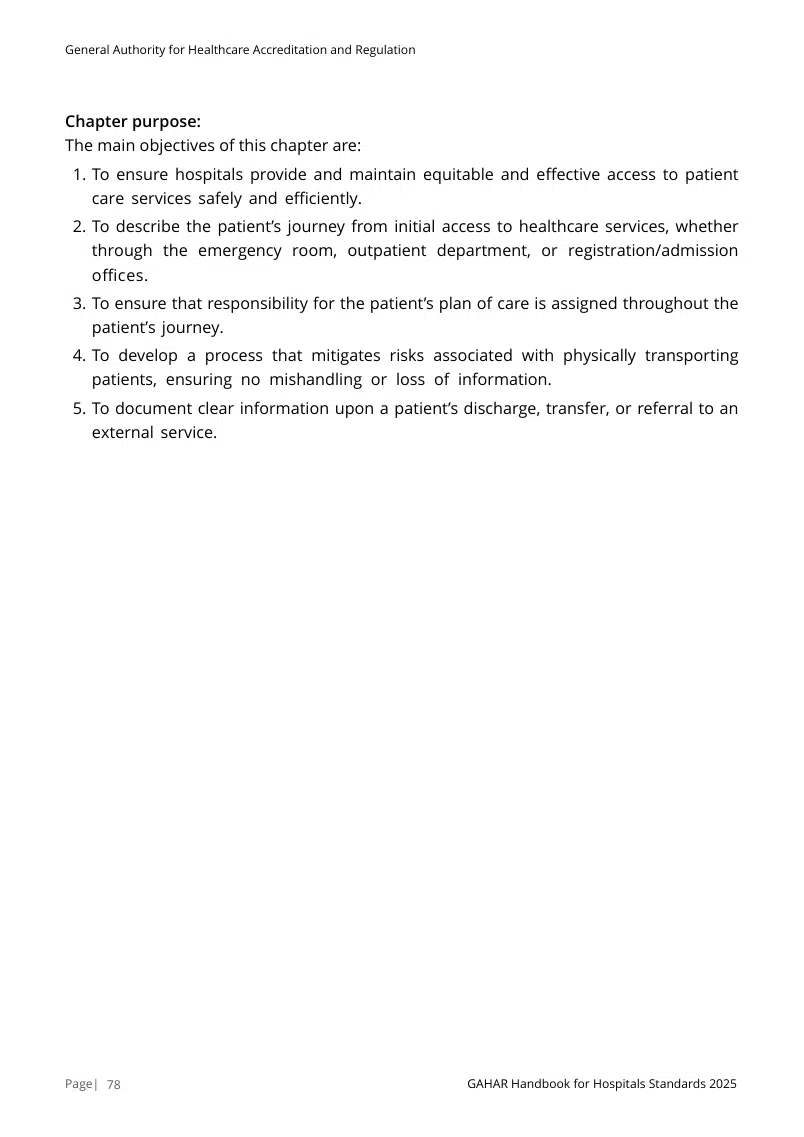 General Authority for Healthcare Accreditation and Regulation
Chapter purpose:
The main objectives of this chapter are:
1. To ensure hospitals provide and maintain equitable and effective access to patient
care services safely and efficiently.
2. To describe the patient’s journey from initial access to healthcare services, whether
through the emergency room, outpatient department, or registration/admission
offices.
3. To ensure that responsibility for the patient’s plan of care is assigned throughout the
patient’s journey.
4. To develop a process that mitigates risks associated with physically transporting
patients, ensuring no mishandling or loss of information.
5. To document clear information upon a patient’s discharge, transfer, or referral to an
external service.
Page| 78
GAHAR Handbook for Hospitals Standards 2025